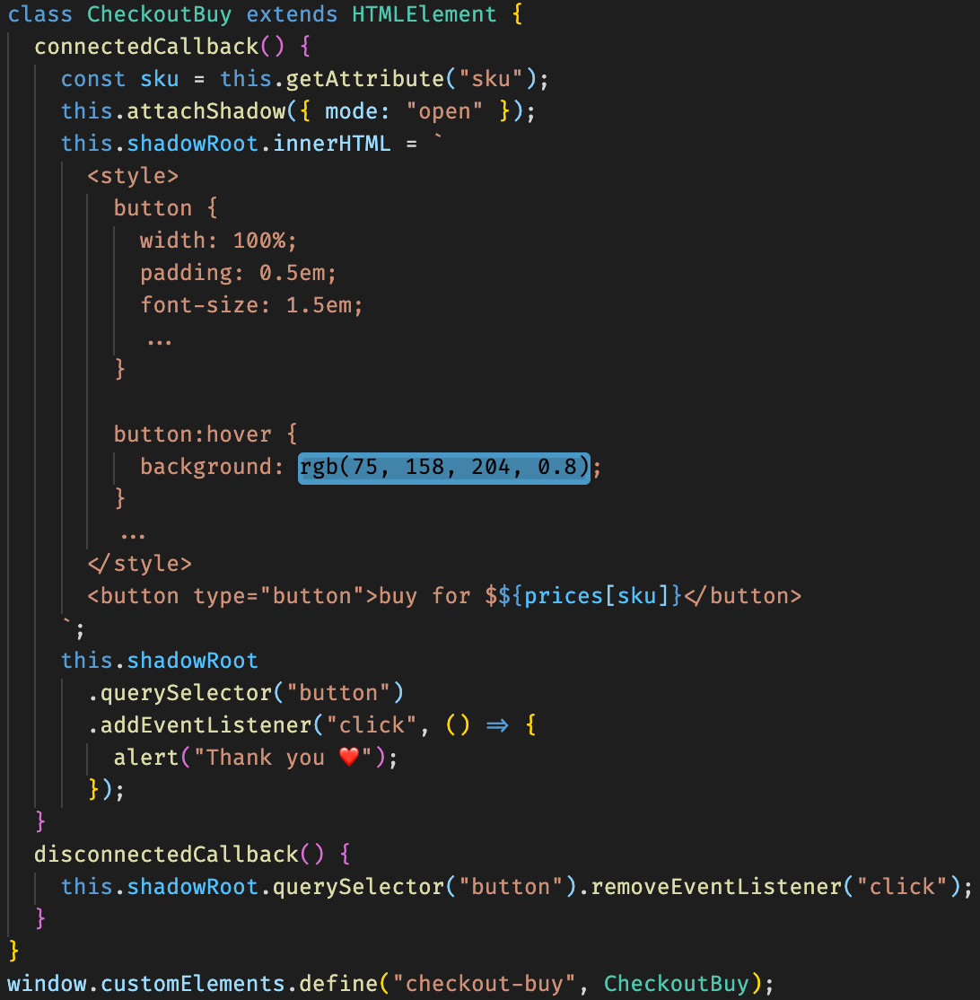 class CheckoutBuy extends HTMLElement {
  connectedCallback() {
    const sku = this.getAttribute("sku");
    this.attachShadow({ mode: "open" });
    this.shadowRoot.innerHTML = `
      <style>
        button {
          width: 100%;
          padding: 0.5em;
          font-size: 1.5em;
          ...
        }

        button:hover {
          background: rgb(75, 158, 204, 0.8);
        }
        ...
      </style>
      <button type="button">buy for $${prices[sku]}</button>
    `;
    this.shadowRoot
      .querySelector("button")
      .addEventListener("click", () => {
        alert("Thank you ❤️");
      });
  }
  disconnectedCallback() {
    this.shadowRoot.querySelector("button").removeEventListener("click");
  }
}
window.customElements.define("checkout-buy", CheckoutBuy);